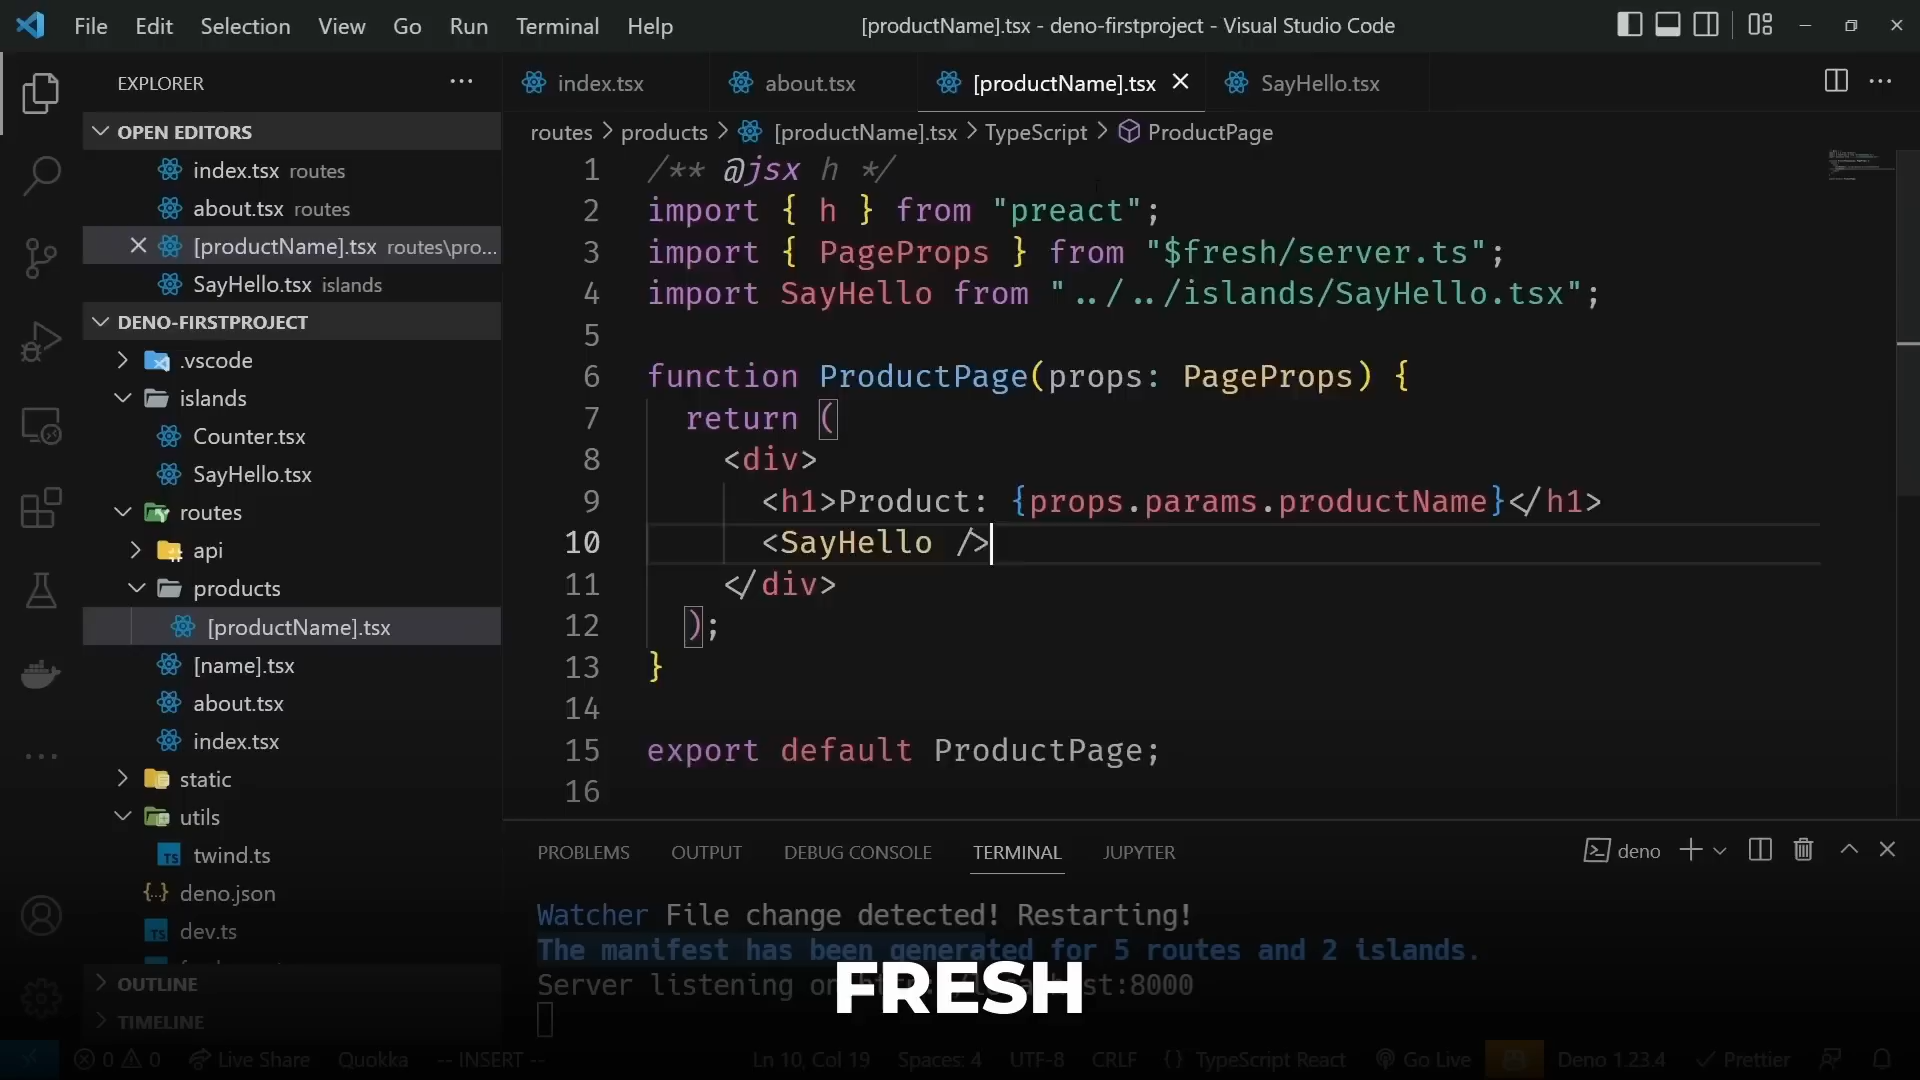 File Edit Selection View Go Run Terminal Help
[productName].tsx - deno-firstproject - Visual Studio Code
EXPLORER
OPEN EDITORS
index.tsx routes
about.tsx routes
[productName].tsx routes\pro...
SayHello.tsx islands
DENO-FIRSTPROJECT
.vscode
islands
Counter.tsx
SayHello.tsx
routes
api
products
[productName].tsx
[name].tsx
about.tsx
index.tsx
static
utils
twind.ts
deno.json
dev.ts
OUTLINE
TIMELINE
index.tsx about.tsx [productName].tsx SayHello.tsx
routes > products > [productName].tsx > TypeScript > ProductPage
1 /** @jsx h */
2 import { h } from "preact";
3 import { PageProps } from "$fresh/server.ts";
4 import SayHello from "../../islands/SayHello.tsx";
5
6 function ProductPage(props: PageProps) {
7 return (
8 <div>
9 <h1>Product: {props.params.productName}</h1>
10 <SayHello />
11 </div>
12 );
13 }
14
15 export default ProductPage;
16
PROBLEMS OUTPUT DEBUG CONSOLE TERMINAL JUPYTER
deno
Watcher File change detected! Restarting!
The manifest has been generated for 5 routes and 2 islands.
Server listening on st:8000
FRESH
0 0 Live Share Quokka -- INSERT -- Ln 10, Col 19 Spaces: 4 UTF-8 CRLF {} TypeScript React Go Live Deno 1.23.4 Prettier